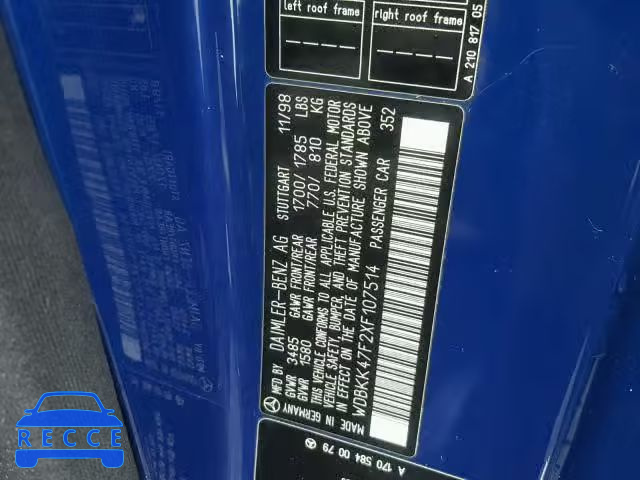 left roof frame
right roof frame
A 210 817 05
MFD BY DAIMLER-BENZ AG STUTTGART 11/98
GVWR 3485 GAWR FRONT/REAR 1700/ 1785 LBS
GVWR 1580 GAWR FRONT/REAR 770/ 810 KG
THIS VEHICLE CONFORMS TO ALL APPLICABLE U.S. FEDERAL MOTOR
VEHICLE SAFETY, BUMPER, AND THEFT PREVENTION STANDARDS
IN EFFECT ON THE DATE OF MANUFACTURE SHOWN ABOVE
WDBKK47F2XF107514 PASSENGER CAR 352
MADE IN GERMANY
A 170 584 00 79
RECCE